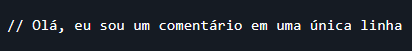 // Olá, eu sou um comentário em uma única linha